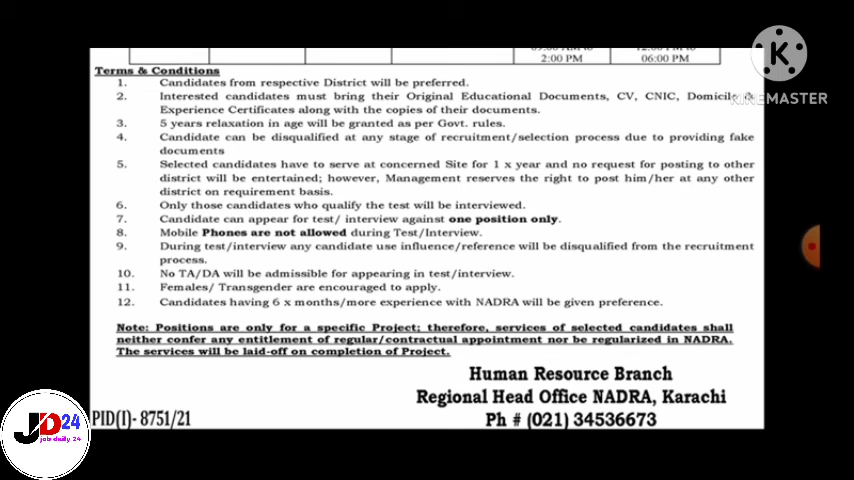 2:00 PM
06:00 PM
KINEMASTER
Terms & Conditions
1. Candidates from respective District will be preferred.
2. Interested candidates must bring their Original Educational Documents, CV, CNIC, Domicile &
Experience Certificates along with the copies of their documents.
3. 5 years relaxation in age will be granted as per Govt. rules.
4. Candidate can be disqualified at any stage of recruitment/selection process due to providing fake
documents
5. Selected candidates have to serve at concerned Site for 1 x year and no request for posting to other
district will be entertained; however, Management reserves the right to post him/her at any other
district on requirement basis.
6. Only those candidates who qualify the test will be interviewed.
7. Candidate can appear for test/ interview against one position only.
8. Mobile Phones are not allowed during Test/Interview.
9. During test/interview any candidate use influence/reference will be disqualified from the recruitment
process.
10. No TA/DA will be admissible for appearing in test/interview.
11. Females/ Transgender are encouraged to apply.
12. Candidates having 6 x months/more experience with NADRA will be given preference.
Note: Positions are only for a specific Project; therefore, services of selected candidates shall
neither confer any entitlement of regular/contractual appointment nor be regularized in NADRA.
The services will be laid-off on completion of Project.
Human Resource Branch
Regional Head Office NADRA, Karachi
Ph # (021) 34536673
PID(I)- 8751/21
JD24
job daily 24